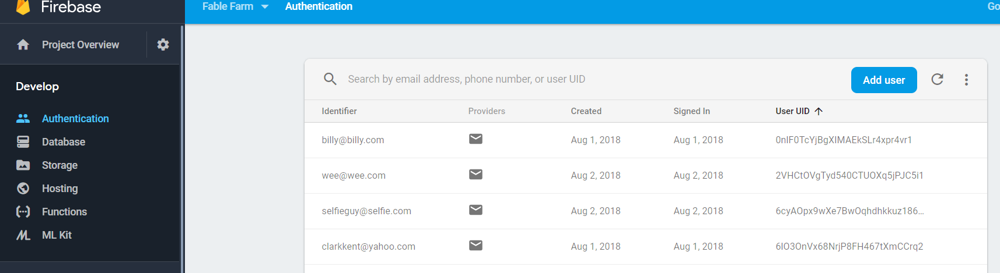 Firebase
Fable Farm Authentication Go
Project Overview
Develop
Authentication
Database
Storage
Hosting
Functions
ML Kit
Search by email address, phone number, or user UID
Add user
Identifier Providers Created Signed In User UID
billy@billy.com Aug 1, 2018 Aug 1, 2018 0nlF0TcYjBgXIMAEkSLr4xpr4vr1
wee@wee.com Aug 2, 2018 Aug 2, 2018 2VHCtOVgTyd540CTUOXq5jPJC5i1
selfieguy@selfie.com Aug 2, 2018 Aug 2, 2018 6cyAOpx9wXe7BwOqhdhkkuz186...
clarkkent@yahoo.com Aug 1, 2018 Aug 1, 2018 6lO3OnVx68NrjP8FH467tXmCCrq2